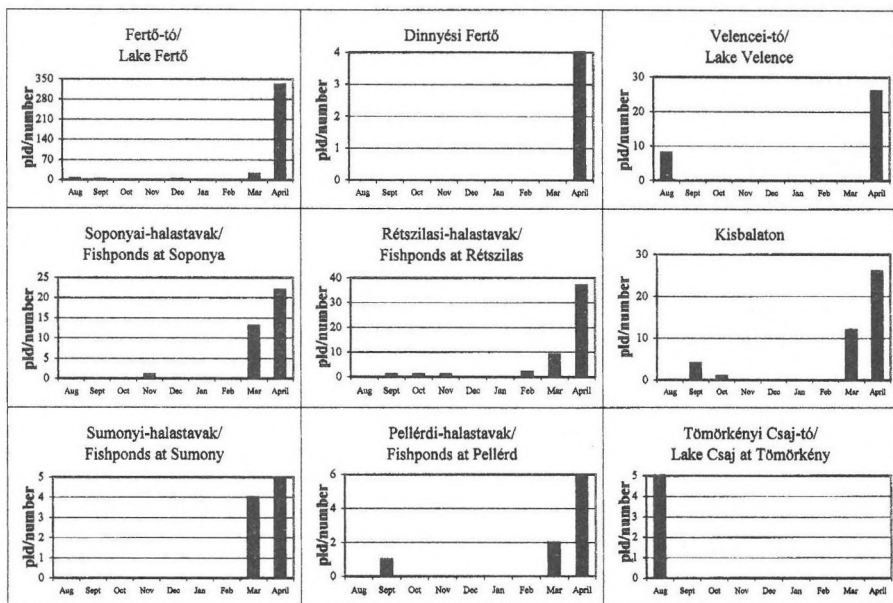 Fertő-tó/
Lake Fertő
pld/number
350
280
210
140
70
0
Aug Sept Oct Nov Dec Jan Feb Mar April
Dinnyési Fertő
pld/number
4
3
2
1
0
Aug Sept Oct Nov Dec Jan Feb Mar April
Velencei-tó/
Lake Velence
pld/number
30
20
10
0
Aug Sept Oct Nov Dec Jan Feb Mar April
Soponyai-halastavak/
Fishponds at Soponya
pld/number
25
20
15
10
5
0
Aug Sept Oct Nov Dec Jan Feb Mar April
Rétszilasi-halastavak/
Fishponds at Rétszilas
pld/number
40
30
20
10
0
Aug Sept Oct Nov Dec Jan Feb Mar April
Kisbalaton
pld/number
30
20
10
0
Aug Sept Oct Nov Dec Jan Feb Mar April
Sumonyi-halastavak/
Fishponds at Sumony
pld/number
5
4
3
2
1
0
Aug Sept Oct Nov Dec Jan Feb Mar April
Pellérdi-halastavak/
Fishponds at Pellérd
pld/number
6
4
2
0
Aug Sept Oct Nov Dec Jan Feb Mar April
Tömörkényi Csaj-tó/
Lake Csaj at Tömörkény
pld/number
5
4
3
2
1
0
Aug Sept Oct Nov Dec Jan Feb Mar April